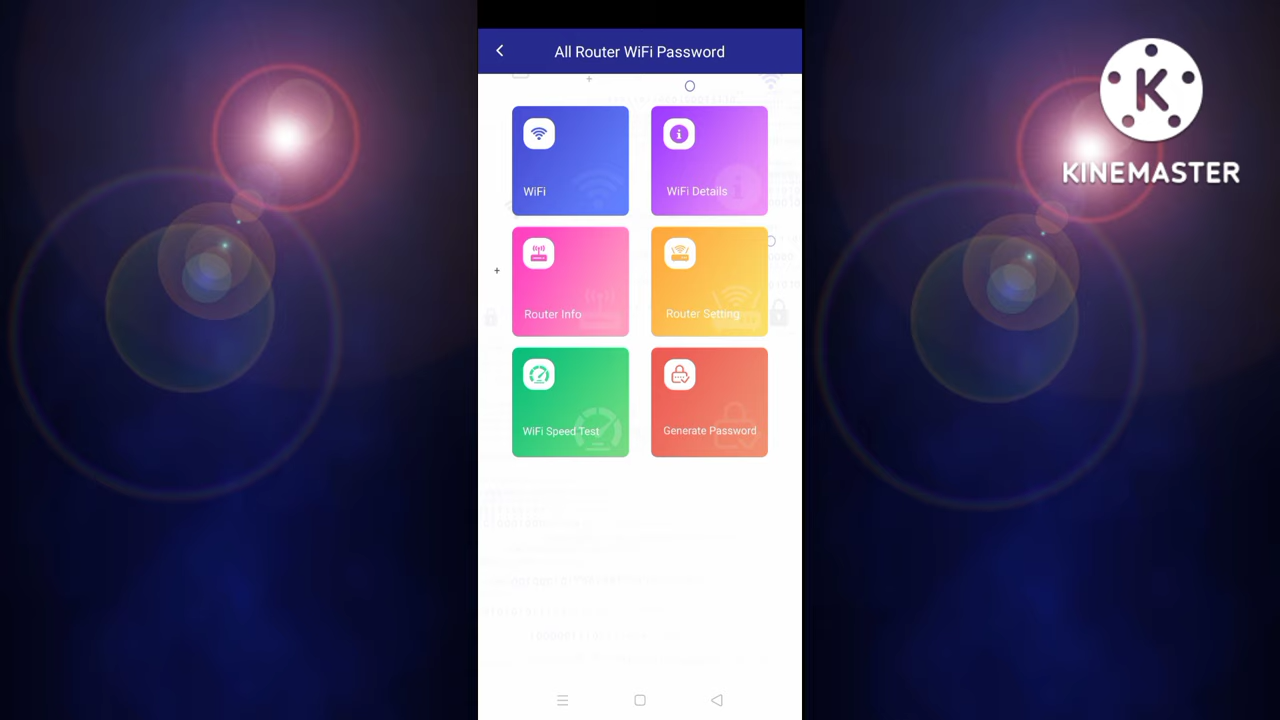 All Router WiFi Password
KINEMASTER
WiFi
WiFi Details
Router Info
Router Setting
WiFi Speed Test
Generate Password